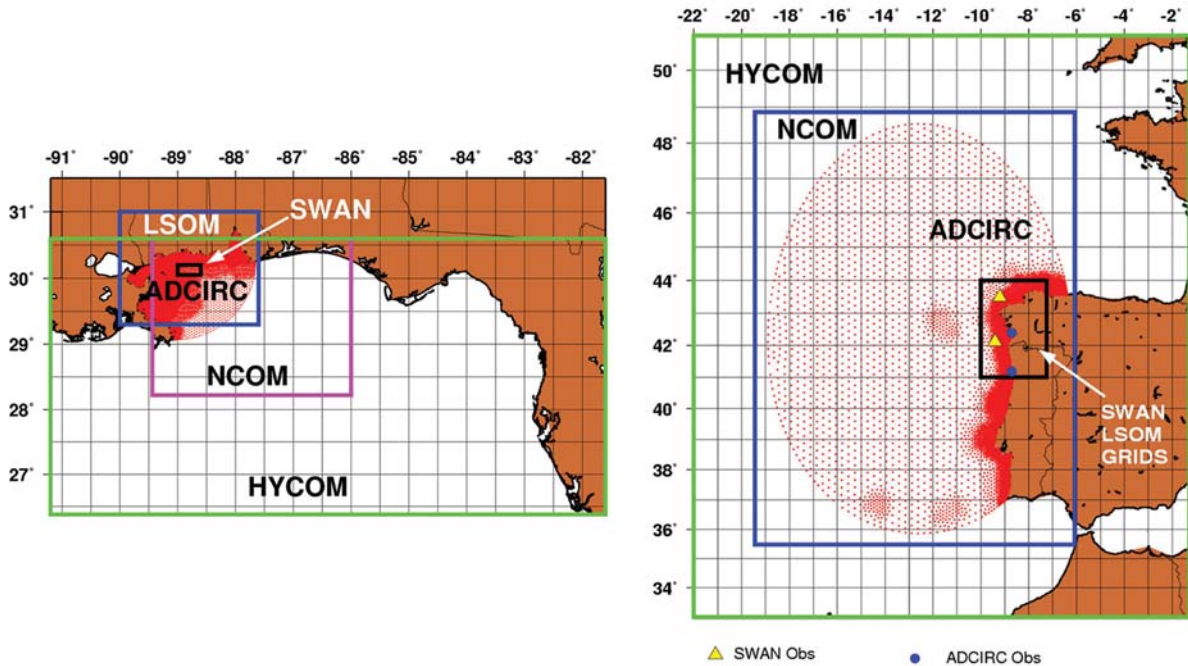 -91° -90° -89° -88° -87° -86° -85° -84° -83° -82°
31°
30°
29°
28°
27°
LSOM
SWAN
ADCIRC
NCOM
HYCOM
-22° -20° -18° -16° -14° -12° -10° -8° -6° -4° -2°
50°
48°
46°
44°
42°
40°
38°
36°
34°
HYCOM
NCOM
ADCIRC
SWAN
LSOM
GRIDS
SWAN Obs
ADCIRC Obs